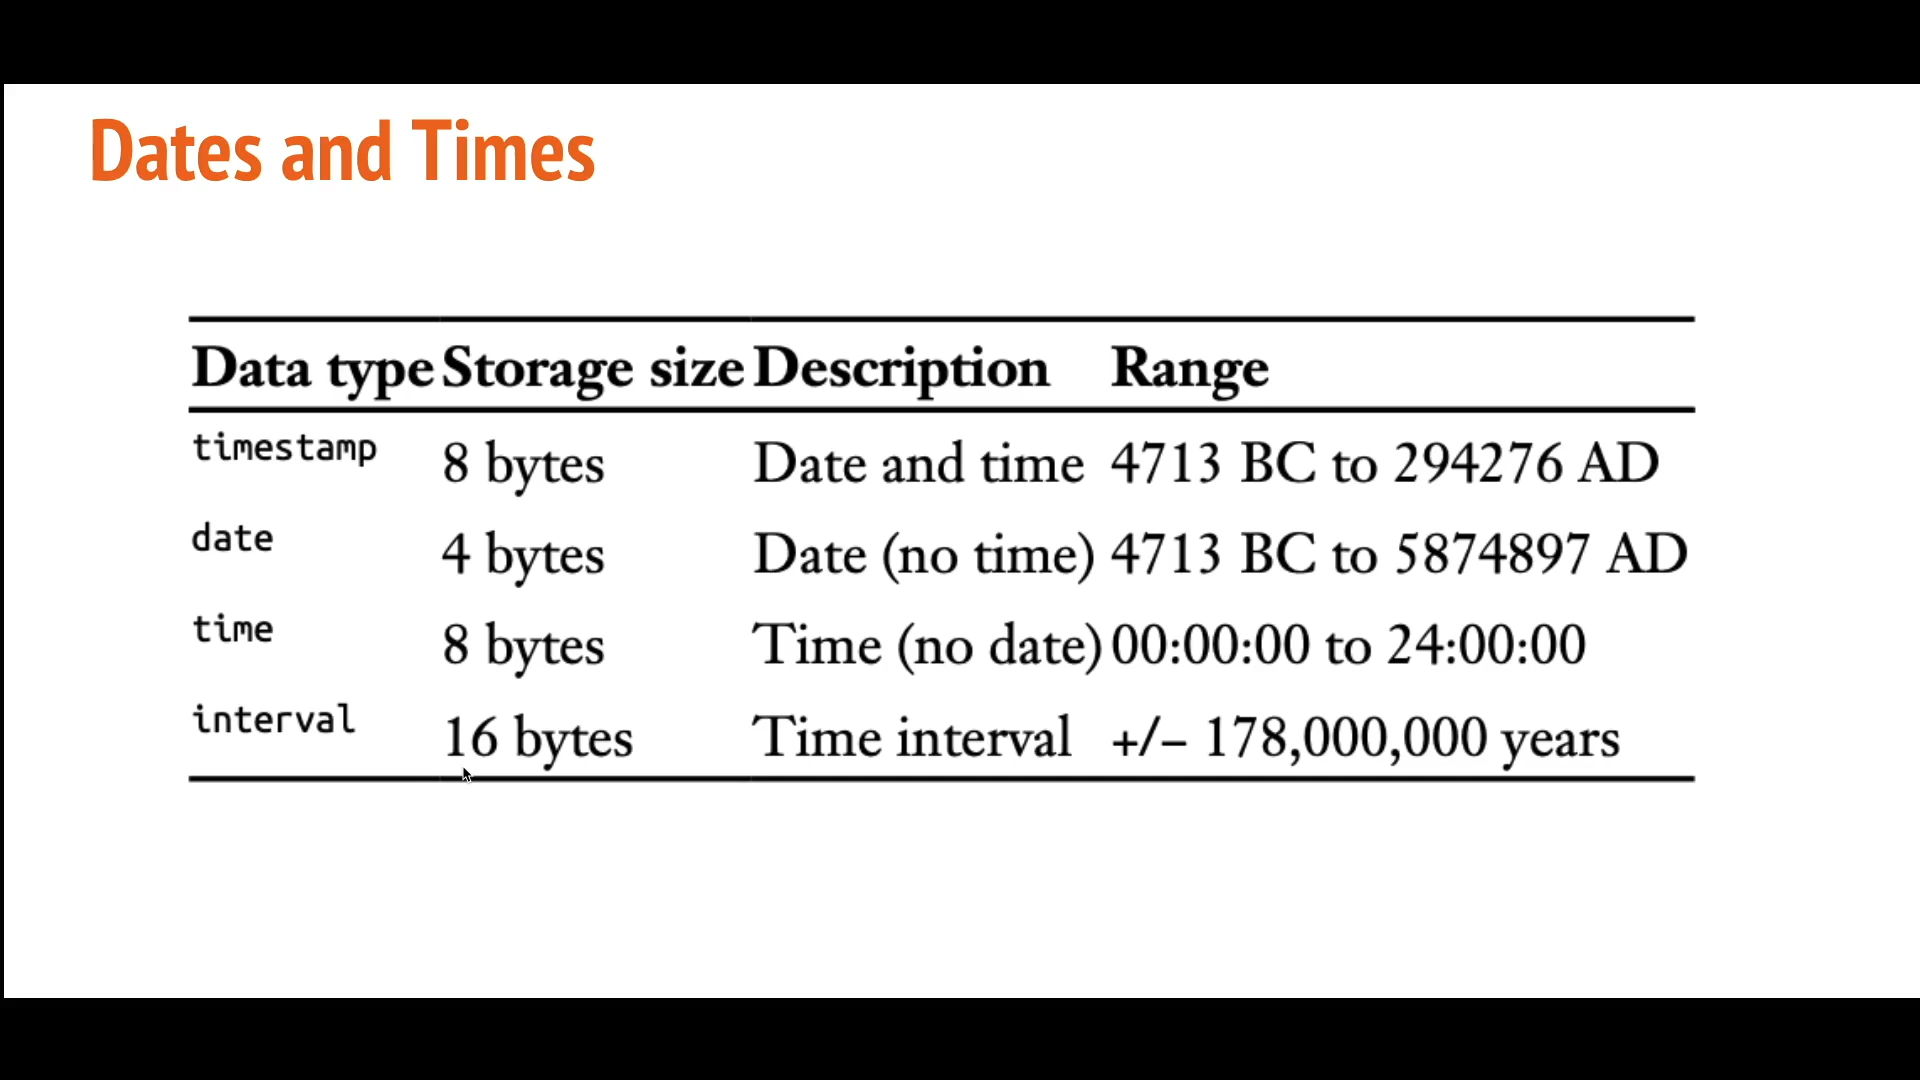 Dates and Times
Data type Storage size Description Range
timestamp 8 bytes Date and time 4713 BC to 294276 AD
date 4 bytes Date (no time) 4713 BC to 5874897 AD
time 8 bytes Time (no date) 00:00:00 to 24:00:00
interval 16 bytes Time interval +/– 178,000,000 years